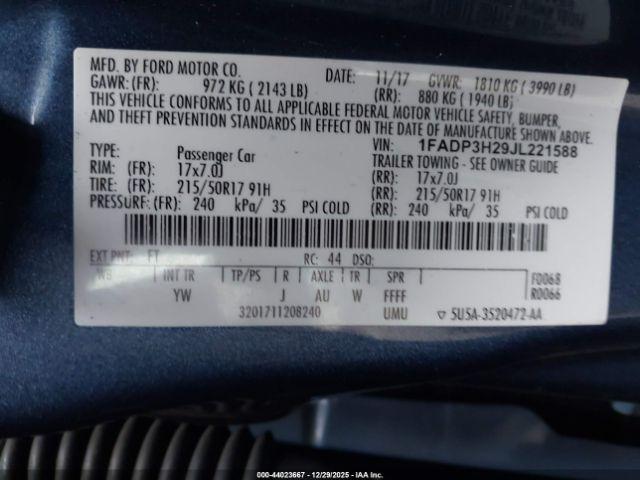 MFD. BY FORD MOTOR CO. DATE: 11/17 GVWR: 1810 KG ( 3990 LB)
GAWR: (FR): 972 KG ( 2143 LB) (RR): 880 KG ( 1940 LB)
THIS VEHICLE CONFORMS TO ALL APPLICABLE FEDERAL MOTOR VEHICLE SAFETY, BUMPER,
AND THEFT PREVENTION STANDARDS IN EFFECT ON THE DATE OF MANUFACTURE SHOWN ABOVE.
VIN: 1FADP3H29JL221588
TYPE: Passenger Car TRAILER TOWING - SEE OWNER GUIDE
RIM: (FR): 17x7.0J (RR): 17x7.0J
TIRE: (FR): 215/50R17 91H (RR): 215/50R17 91H
PRESSURE: (FR): 240 kPa/ 35 PSI COLD (RR): 240 kPa/ 35 PSI COLD
EXT PNT: FT RC: 44 DSO:
WB INT TR TP/PS R AXLE TR SPR F0068
YW J AU W FFFF R0066
3201711208240 UMU ▽ 5U5A-3520472-AA
320-44023667 - 12/29/2025 - IAA Corp.